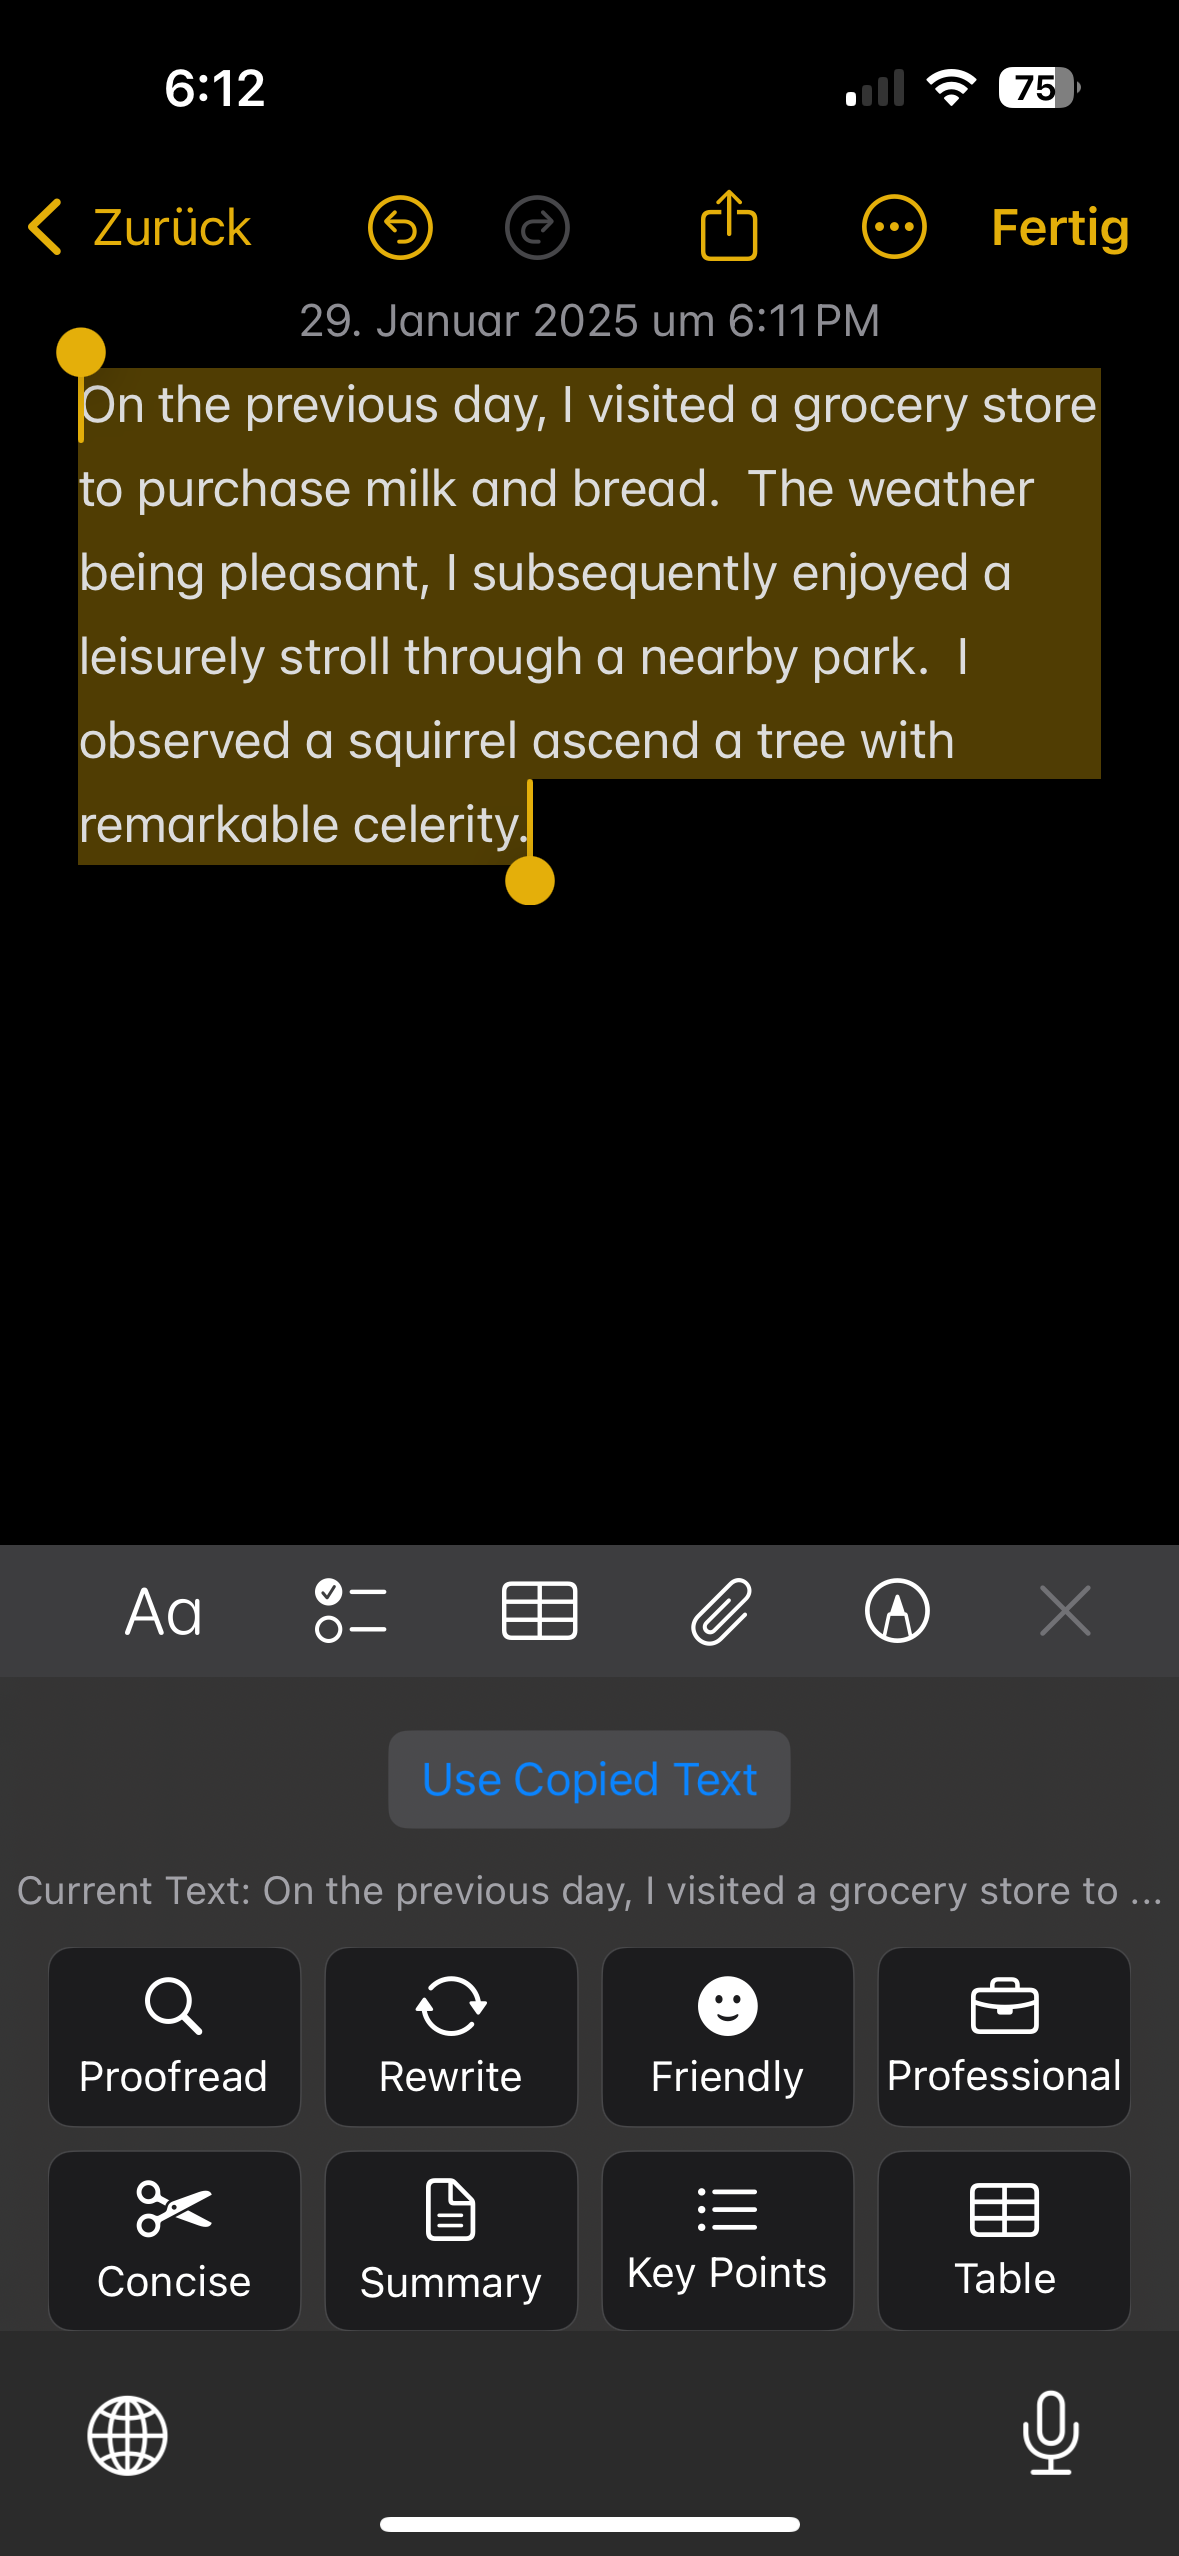 6:12
75
Zurück
Fertig
29. Januar 2025 um 6:11 PM
On the previous day, I visited a grocery store
to purchase milk and bread.  The weather
being pleasant, I subsequently enjoyed a
leisurely stroll through a nearby park.  I
observed a squirrel ascend a tree with
remarkable celerity.
Aa
Use Copied Text
Current Text: On the previous day, I visited a grocery store to ...
Proofread
Rewrite
Friendly
Professional
Concise
Summary
Key Points
Table